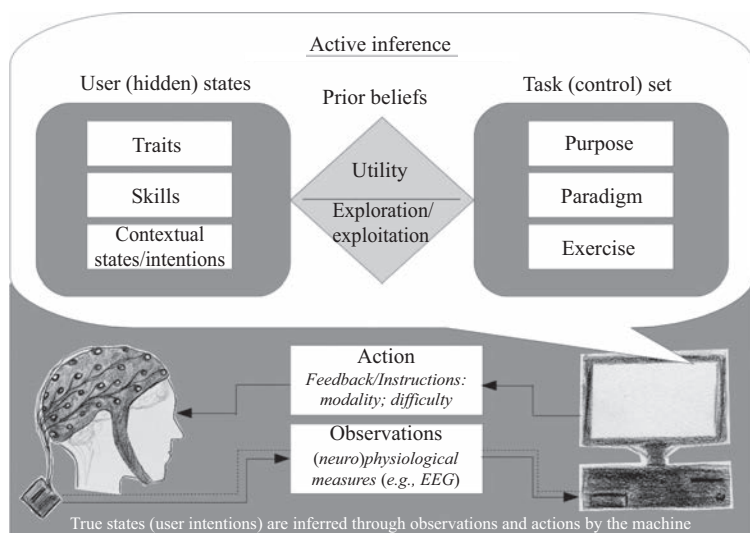 Active inference
User (hidden) states
Prior beliefs
Task (control) set
Traits
Skills
Contextual
states/intentions
Utility
Exploration/
exploitation
Purpose
Paradigm
Exercise
Action
Feedback/Instructions:
modality; difficulty
Observations
(neuro)physiological
measures (e.g., EEG)
True states (user intentions) are inferred through observations and actions by the machine